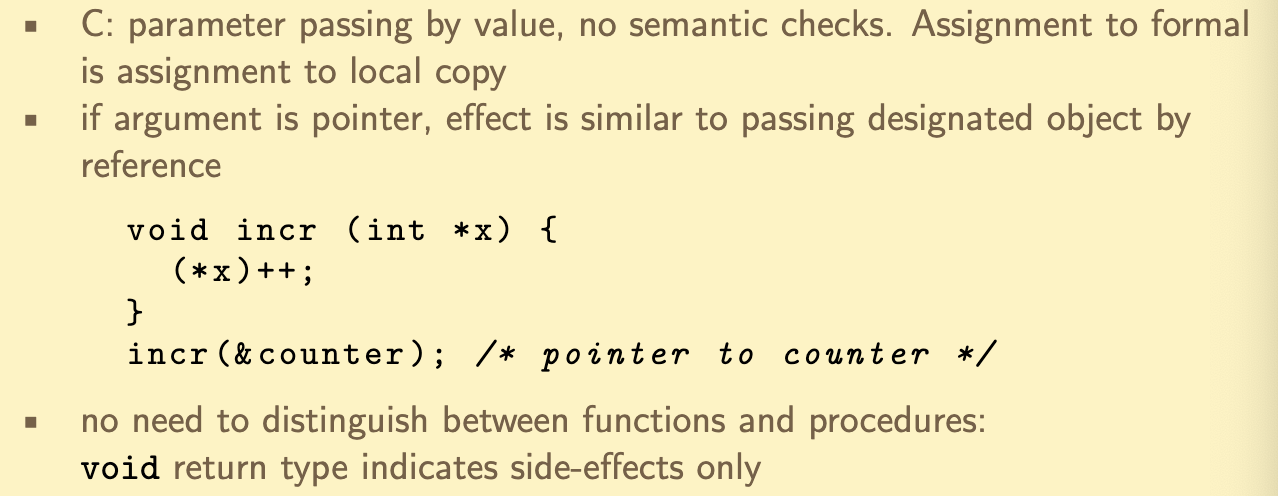 ▪ C: parameter passing by value, no semantic checks. Assignment to formal
is assignment to local copy
▪ if argument is pointer, effect is similar to passing designated object by
reference
void incr (int *x) {
(*x)++;
}
incr(&counter); /* pointer to counter */
▪ no need to distinguish between functions and procedures:
void return type indicates side-effects only